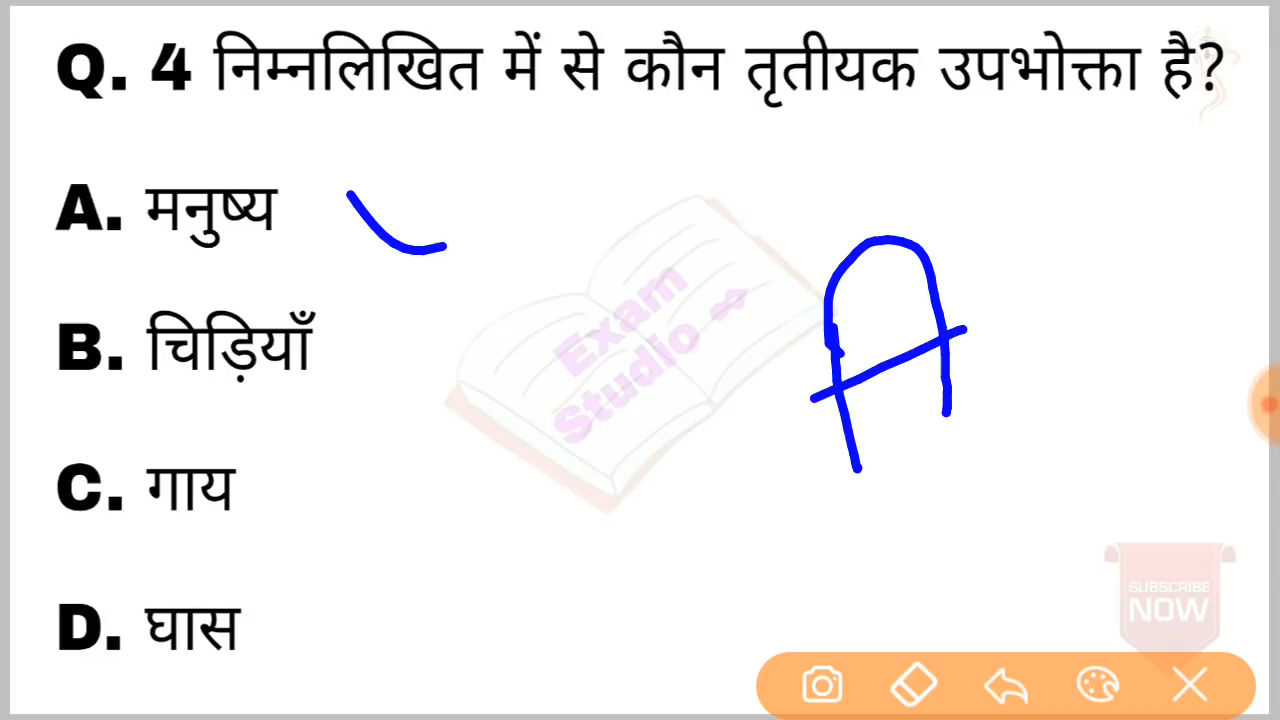 Q. 4 निम्नलिखित में से कौन तृतीयक उपभोक्ता है?
A. मनुष्य
B. चिड़ियाँ
C. गाय
D. घास
Exam
Studio
A
SUBSCRIBE
NOW